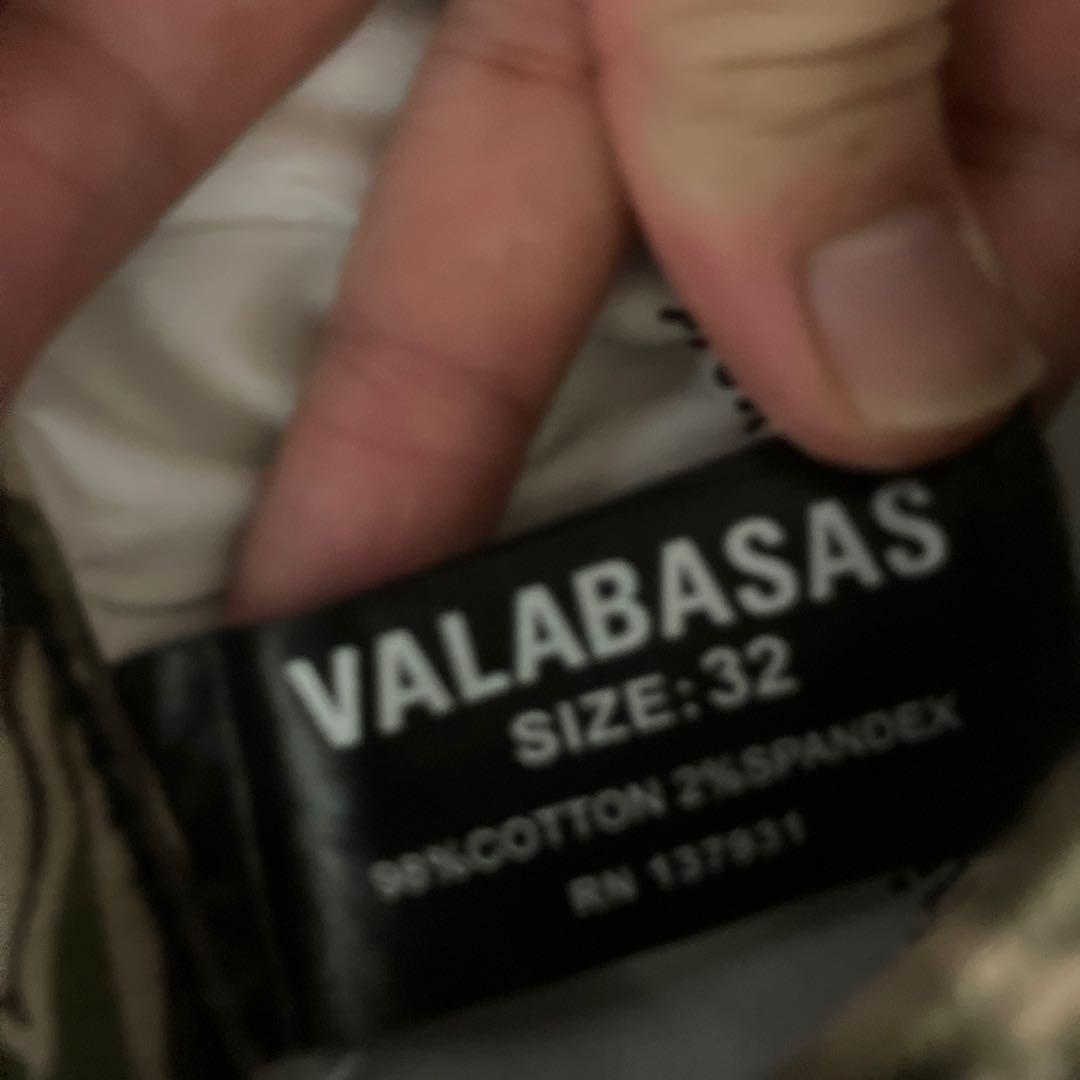 VALABASAS
SIZE: 32
98%COTTON 2%SPANDEX
RN 137931